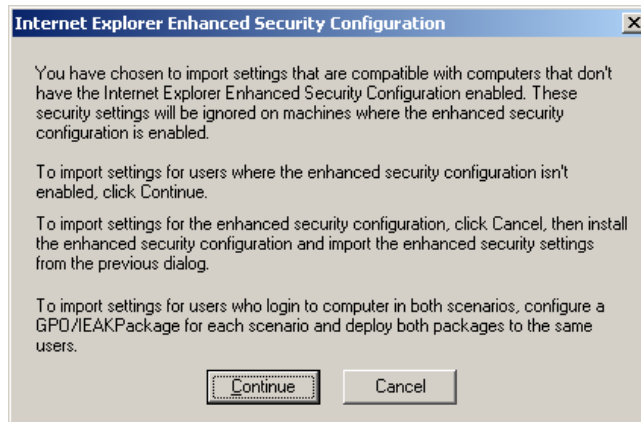 Internet Explorer Enhanced Security Configuration
You have chosen to import settings that are compatible with computers that don't
have the Internet Explorer Enhanced Security Configuration enabled. These
security settings will be ignored on machines where the enhanced security
configuration is enabled.
To import settings for users where the enhanced security configuration isn't
enabled, click Continue.
To import settings for the enhanced security configuration, click Cancel, then install
the enhanced security configuration and import the enhanced security settings
from the previous dialog.
To import settings for users who login to computer in both scenarios, configure a
GPO/IEAKPackage for each scenario and deploy both packages to the same
users.
Continue Cancel